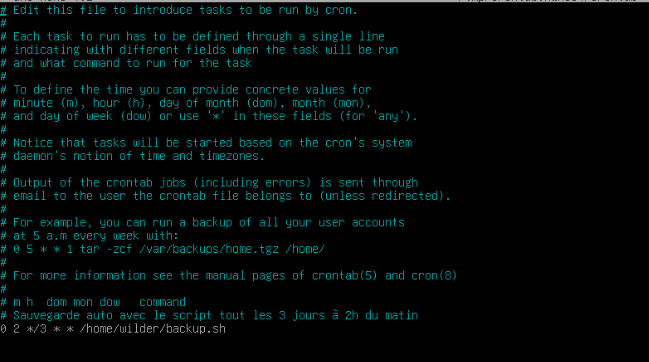 # Edit this file to introduce tasks to be run by cron.
#
# Each task to run has to be defined through a single line
# indicating with different fields when the task will be run
# and what command to run for the task
#
# To define the time you can provide concrete values for
# minute (m), hour (h), day of month (dom), month (mon),
# and day of week (dow) or use '*' in these fields (for 'any').
#
# Notice that tasks will be started based on the cron's system
# daemon's notion of time and timezones.
#
# Output of the crontab jobs (including errors) is sent through
# email to the user the crontab file belongs to (unless redirected).
#
# For example, you can run a backup of all your user accounts
# at 5 a.m every week with:
# 0 5 * * 1 tar -zcf /var/backups/home.tgz /home/
#
# For more information see the manual pages of crontab(5) and cron(8)
#
# m h  dom mon dow   command
# Sauvegarde auto avec le script tout les 3 jours à 2h du matin
0 2 */3 * * /home/wilder/backup.sh